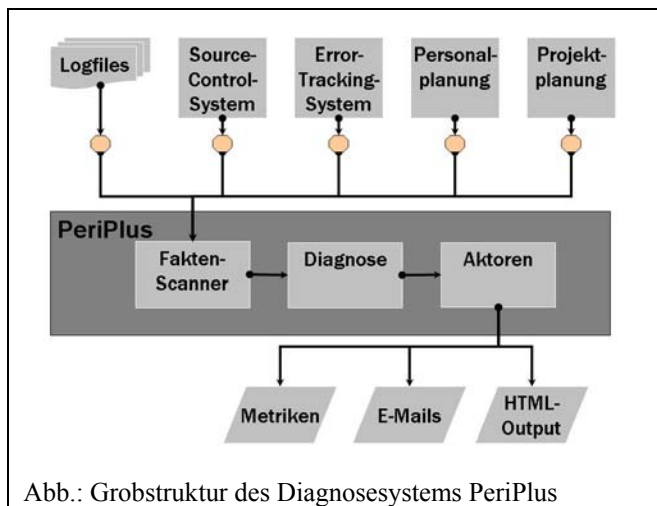 Logfiles
Source-
Control-
System
Error-
Tracking-
System
Personal-
planung
Projekt-
planung
PeriPlus
Fakten-
Scanner
Diagnose
Aktoren
Metriken
E-Mails
HTML-
Output
Abb.: Grobstruktur des Diagnosesystems PeriPlus